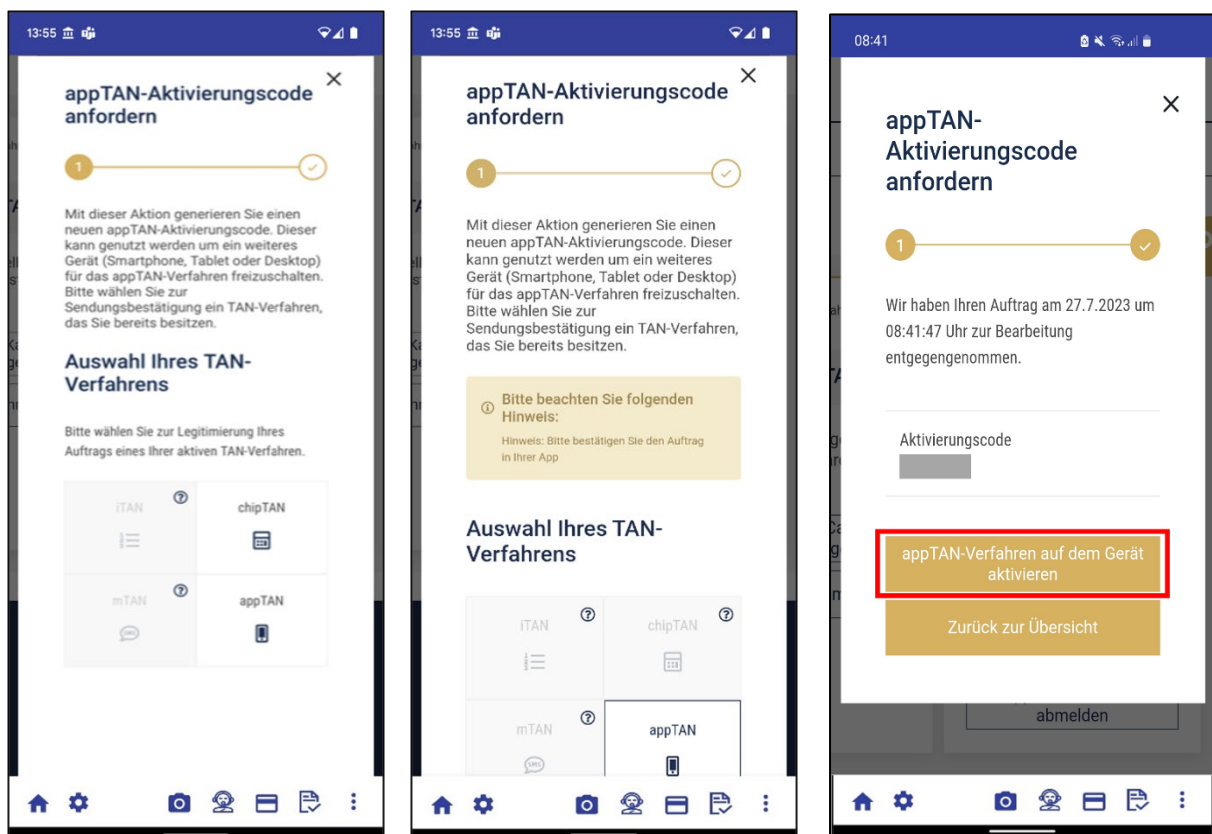 13:55
appTAN-Aktivierungscode
anfordern
1
Mit dieser Aktion generieren Sie einen
neuen appTAN-Aktivierungscode. Dieser
kann genutzt werden um ein weiteres
Gerät (Smartphone, Tablet oder Desktop)
für das appTAN-Verfahren freizuschalten.
Bitte wählen Sie zur
Sendungsbestätigung ein TAN-Verfahren,
das Sie bereits besitzen.
Auswahl Ihres TAN-
Verfahrens
Bitte wählen Sie zur Legitimierung Ihres
Auftrags eines Ihrer aktiven TAN-Verfahren.
iTAN
chipTAN
mTAN
appTAN
SMS
13:55
appTAN-Aktivierungscode
anfordern
1
Mit dieser Aktion generieren Sie einen
neuen appTAN-Aktivierungscode. Dieser
kann genutzt werden um ein weiteres
Gerät (Smartphone, Tablet oder Desktop)
für das appTAN-Verfahren freizuschalten.
Bitte wählen Sie zur
Sendungsbestätigung ein TAN-Verfahren,
das Sie bereits besitzen.
Bitte beachten Sie folgenden
Hinweis:
Hinweis: Bitte bestätigen Sie den Auftrag
in Ihrer App
Auswahl Ihres TAN-
Verfahrens
iTAN
chipTAN
mTAN
appTAN
SMS
08:41
appTAN-
Aktivierungscode
anfordern
1
Wir haben Ihren Auftrag am 27.7.2023 um
08:41:47 Uhr zur Bearbeitung
entgegengenommen.
Aktivierungscode
appTAN-Verfahren auf dem Gerät
aktivieren
Zurück zur Übersicht
abmelden